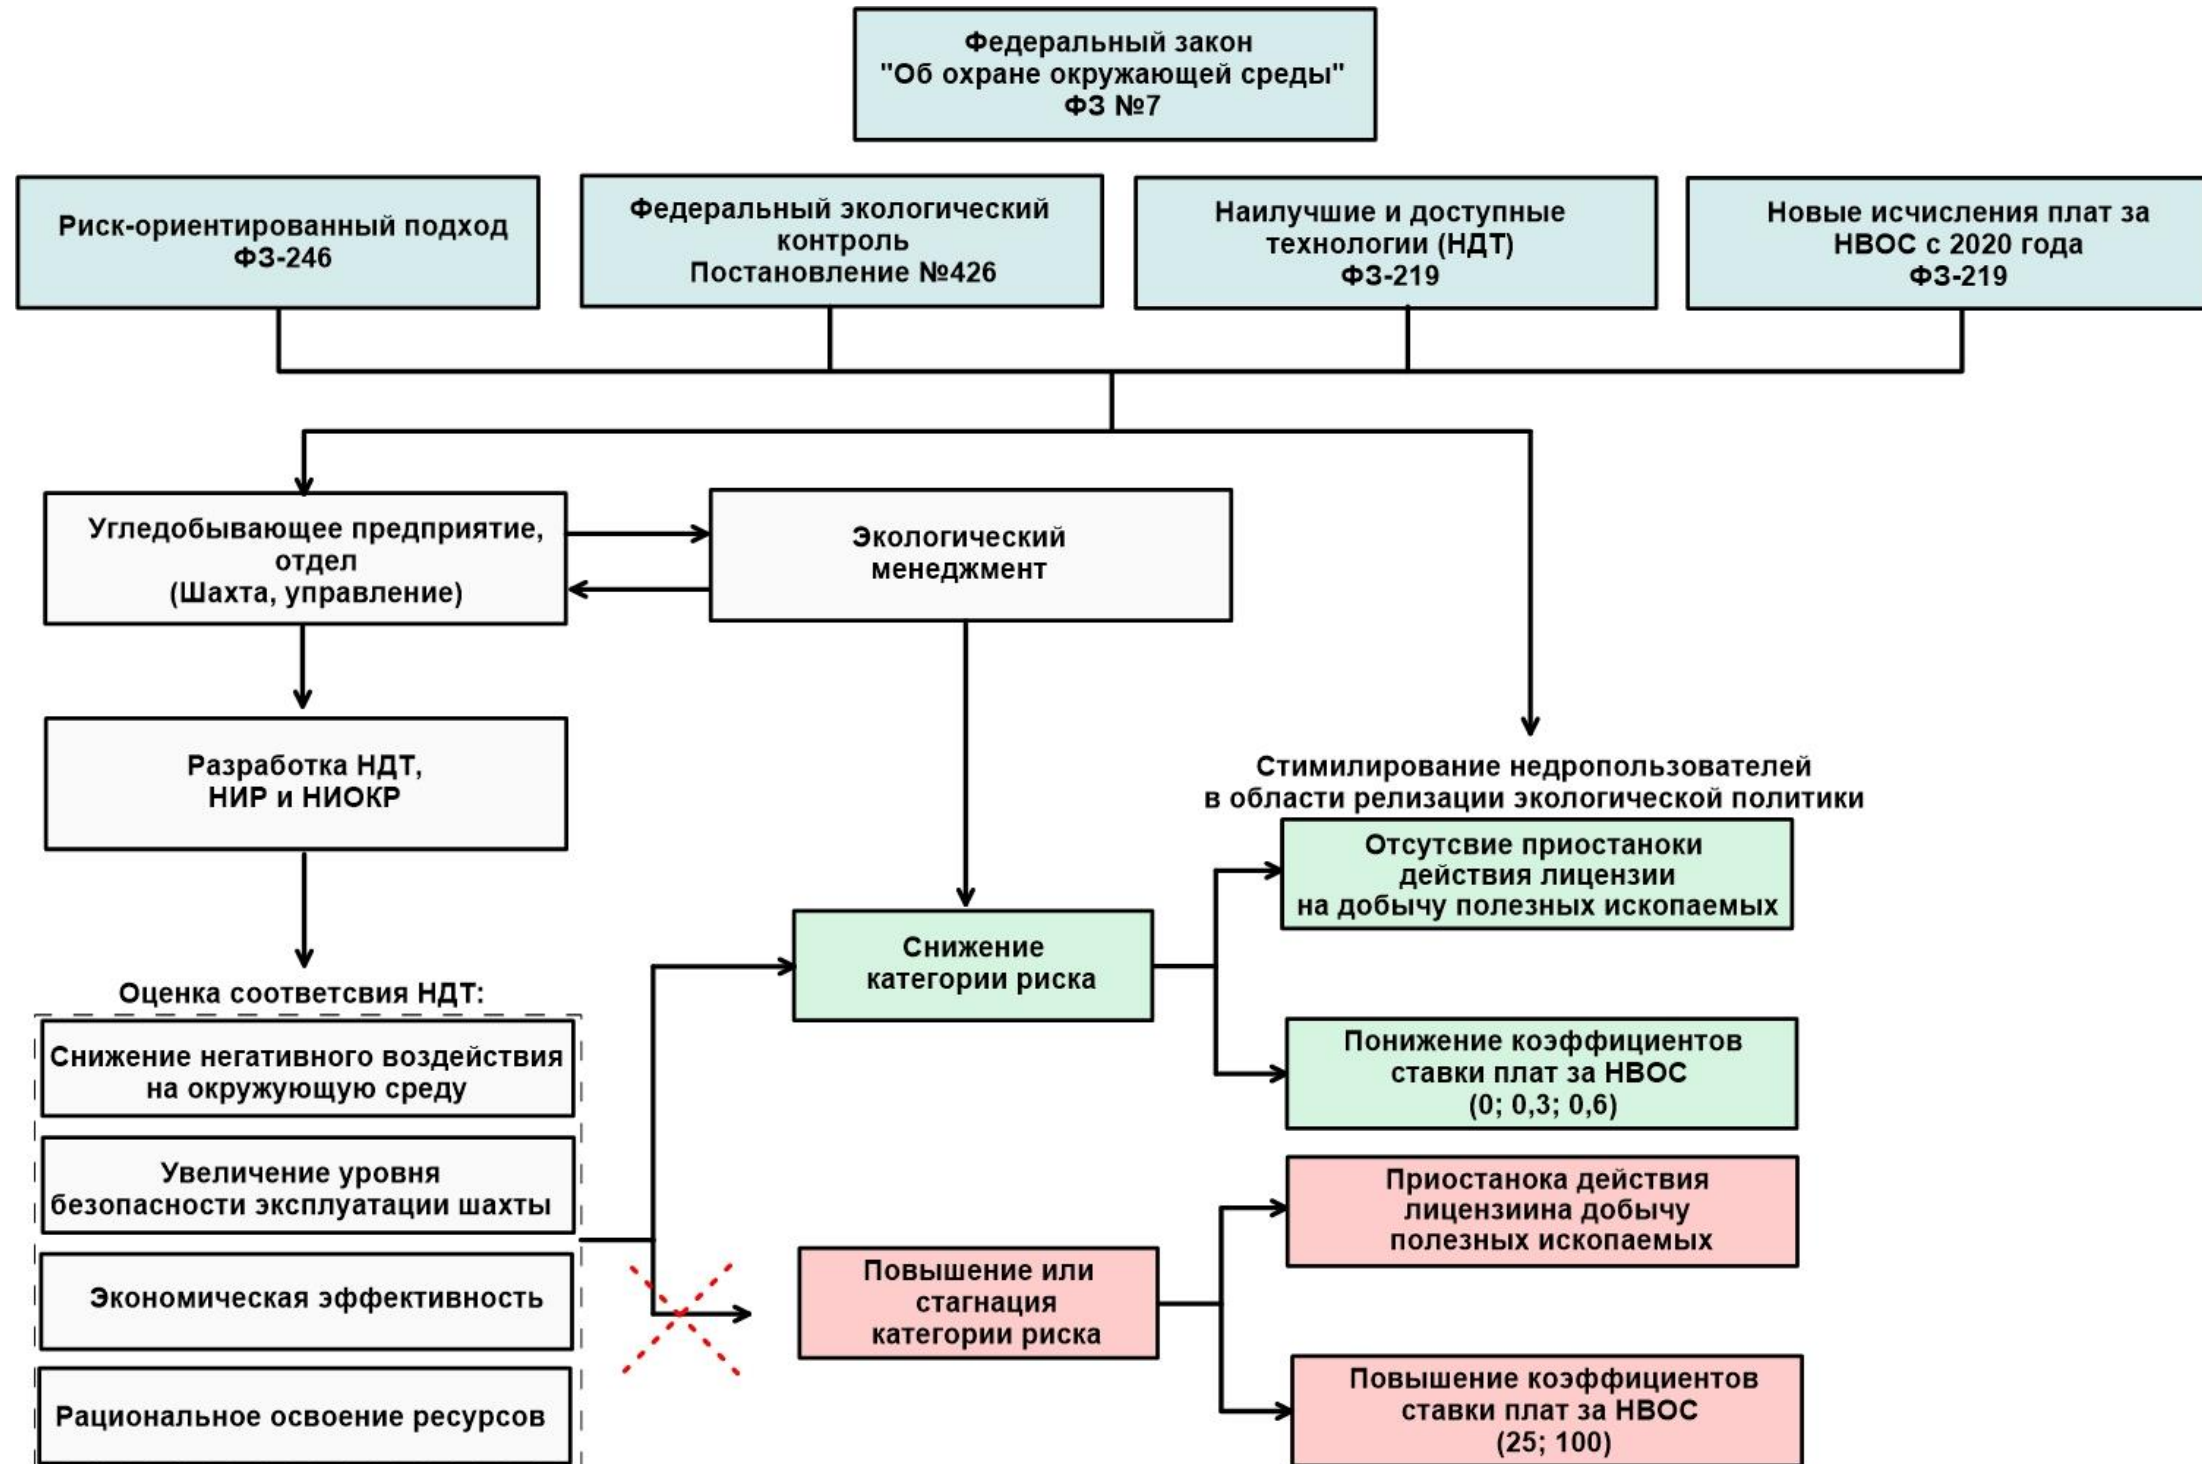 Федеральный закон
"Об охране окружающей среды"
ФЗ №7
Риск-ориентированный подход
ФЗ-246
Федеральный экологический
контроль
Постановление №426
Наилучшие и доступные
технологии (НДТ)
ФЗ-219
Новые исчисления плат за
НВОС с 2020 года
ФЗ-219
Угледобывающее предприятие,
отдел
(Шахта, управление)
Экологический
менеджмент
Разработка НДТ,
НИР и НИОКР
Стимилирование недропользователей
в области релизации экологической политики
Отсутсвие приостаноки
действия лицензии
на добычу полезных ископаемых
Снижение
категории риска
Оценка соответсвия НДТ:
Снижение негативного воздействия
на окружующую среду
Понижение коэффициентов
ставки плат за НВОС
(0; 0,3; 0,6)
Увеличение уровня
безопасности эксплуатации шахты
Приостанока действия
лицензиина добычу
полезных ископаемых
Экономическая эффективность
Повышение или
стагнация
категории риска
Рациональное освоение ресурсов
Повышение коэффициентов
ставки плат за НВОС
(25; 100)